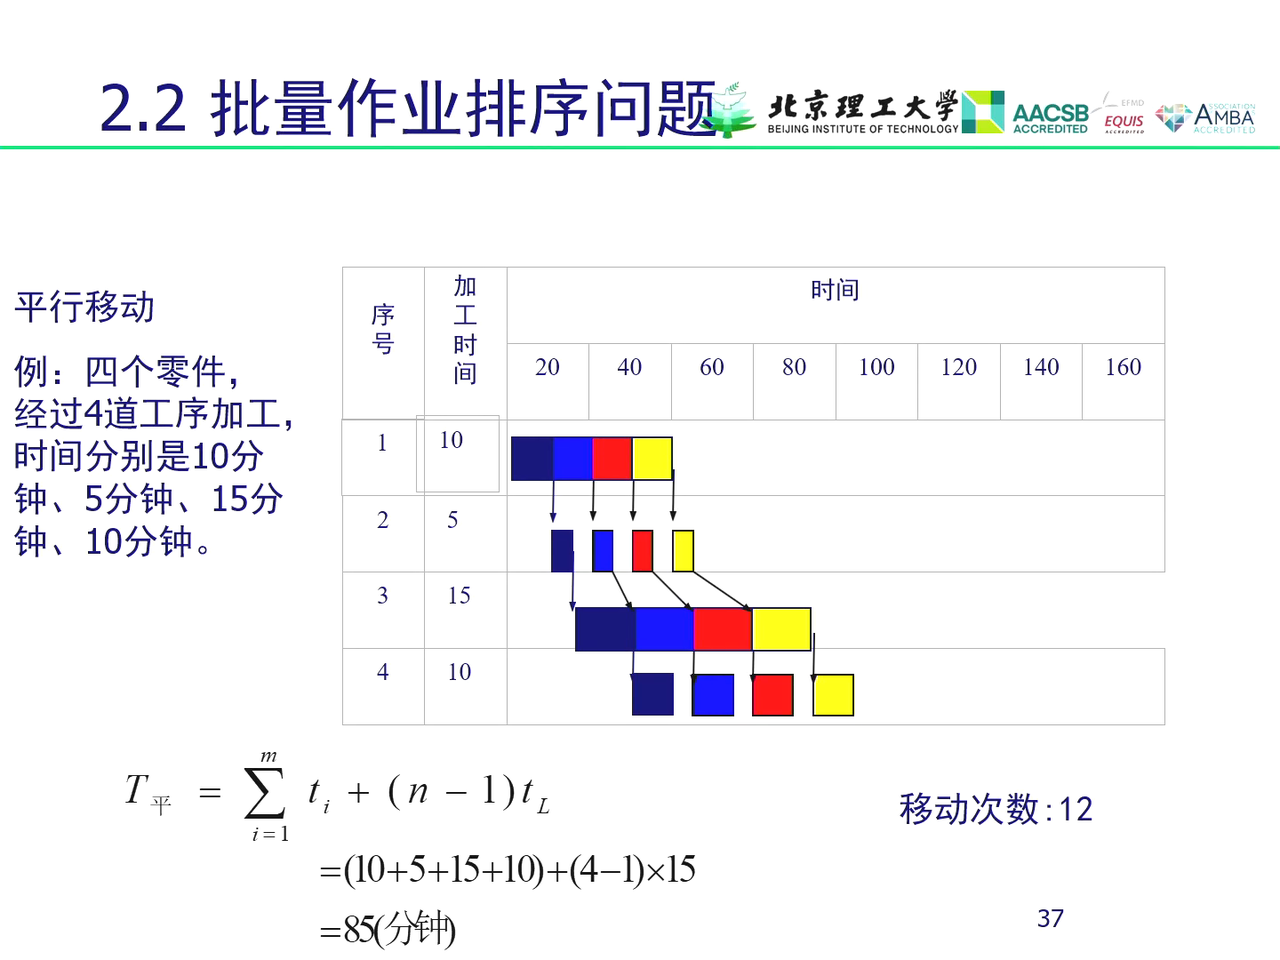 2.2 批量作业排序问题
北京理工大学
BEIJING INSTITUTE OF TECHNOLOGY
AACSB
ACCREDITED
EFMD
EQUIS
ACCREDITED
ASSOCIATION
AMBA
ACCREDITED
平行移动
例：四个零件，
经过4道工序加工，
时间分别是10分
钟、5分钟、15分
钟、10分钟。
序号
加工时间
时间
20 40 60 80 100 120 140 160
1 10
2 5
3 15
4 10
T平 = ∑(i=1, m) t_i + (n − 1) t_L
=(10+5+15+10)+(4−1)×15
=85(分钟)
移动次数:12
37